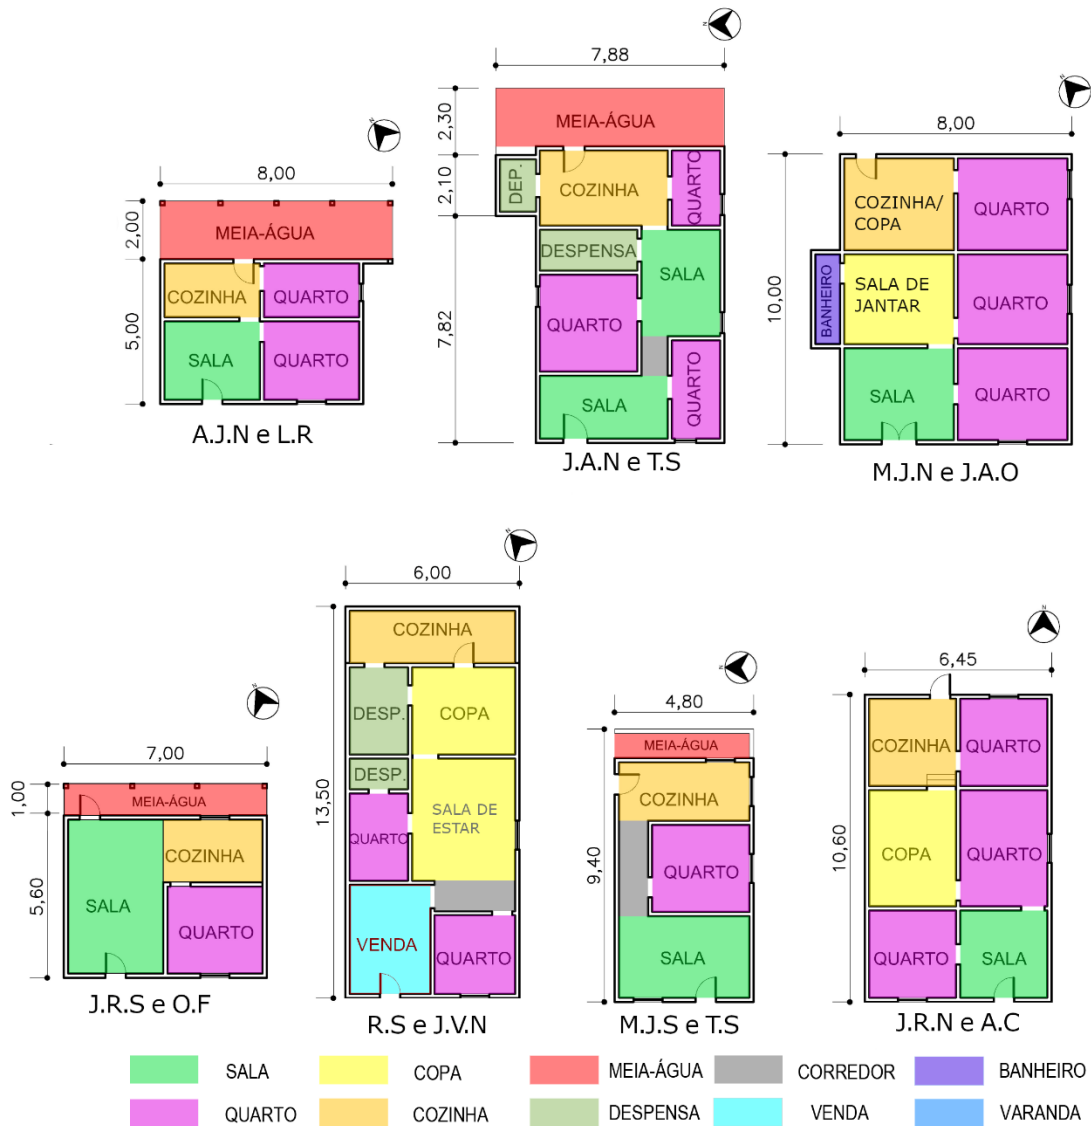 N
7,88
N
8,00
N
8,00
2,30
MEIA-ÁGUA
2,10
DEP.
COZINHA
QUARTO
COZINHA/
COPA
QUARTO
2,00
MEIA-ÁGUA
DESPENSA
SALA
BANHEIRO
SALA DE
JANTAR
QUARTO
10,00
5,00
COZINHA
QUARTO
7,82
QUARTO
SALA
QUARTO
SALA
QUARTO
SALA
QUARTO
A.J.N e L.R
J.A.N e T.S
M.J.N e J.A.O
N
6,00
N
4,80
N
6,45
N
7,00
13,50
COZINHA
DESP.
COPA
DESP.
SALA DE
ESTAR
QUARTO
VENDA
QUARTO
1,00
MEIA-ÁGUA
5,60
SALA
COZINHA
QUARTO
9,40
MEIA-ÁGUA
COZINHA
QUARTO
SALA
10,60
COZINHA
QUARTO
COPA
QUARTO
QUARTO
SALA
J.R.S e O.F
R.S e J.V.N
M.J.S e T.S
J.R.N e A.C
SALA
COPA
MEIA-ÁGUA
CORREDOR
BANHEIRO
QUARTO
COZINHA
DESPENSA
VENDA
VARANDA